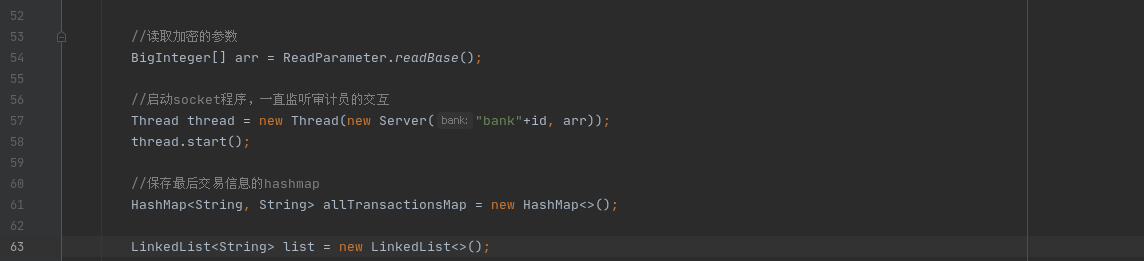 52
53 //读取加密的参数
54 BigInteger[] arr = ReadParameter.readBase();
55
56 //启动socket程序，一直监听审计员的交互
57 Thread thread = new Thread(new Server( bank: "bank"+id, arr));
58 thread.start();
59
60 //保存最后交易信息的hashmap
61 HashMap<String, String> allTransactionsMap = new HashMap<>();
62
63 LinkedList<String> list = new LinkedList<>();